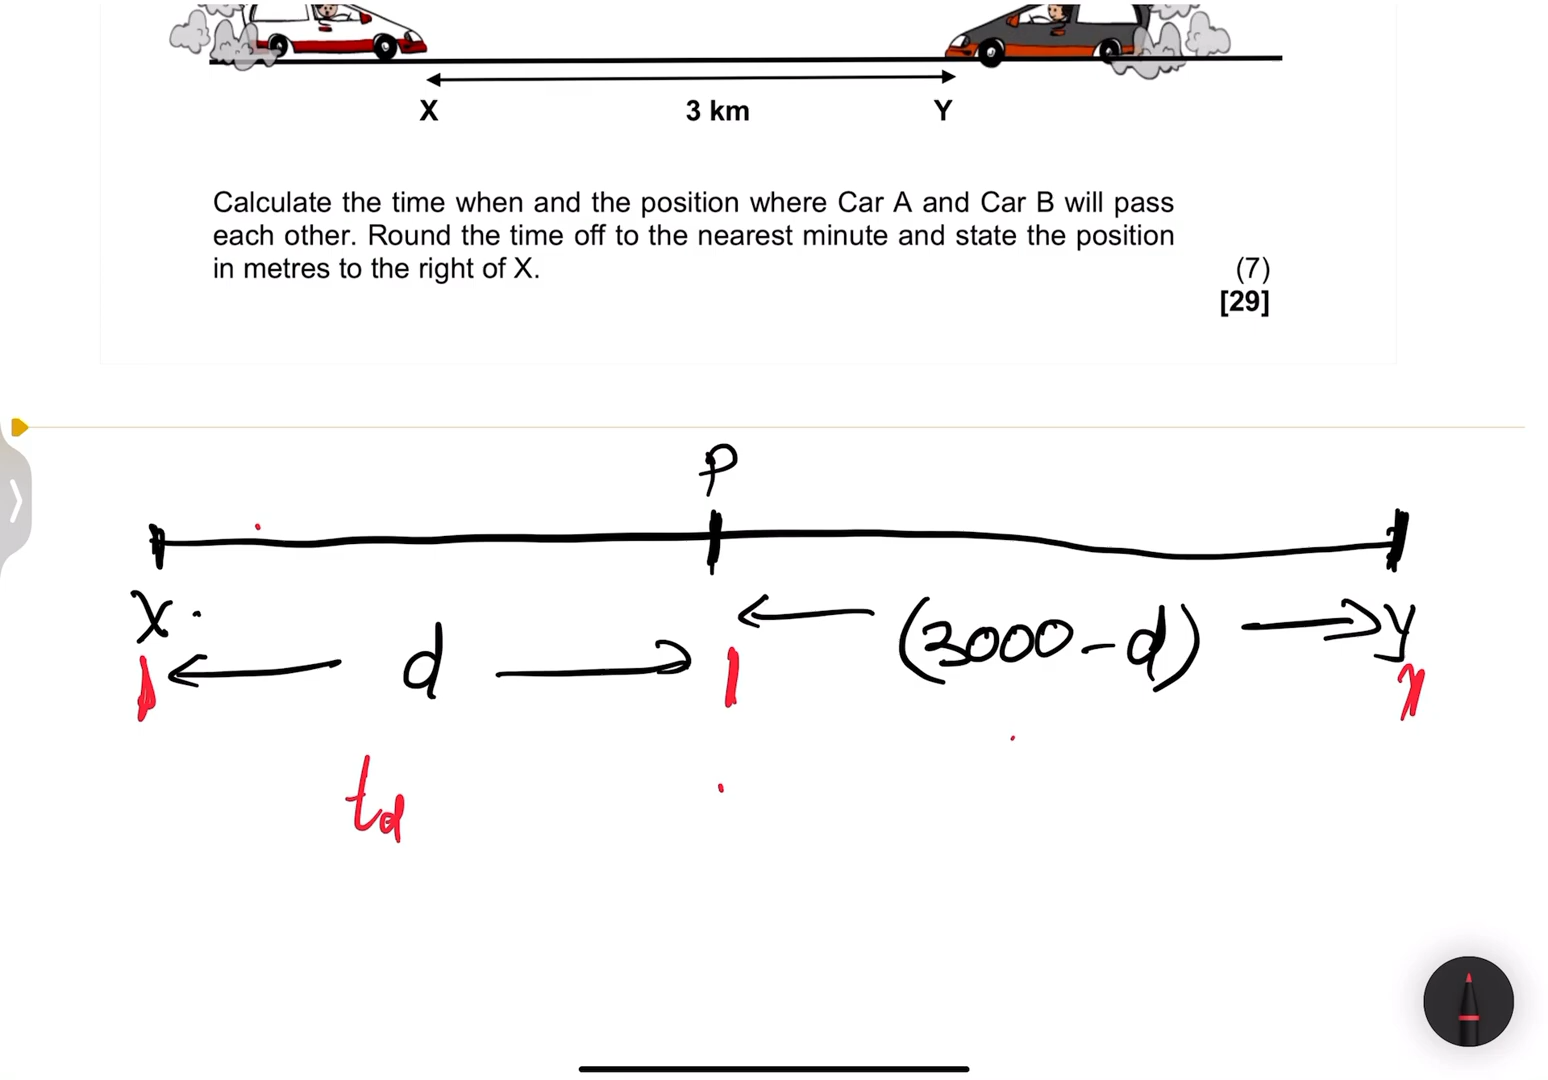 X 3 km Y
Calculate the time when and the position where Car A and Car B will pass
each other. Round the time off to the nearest minute and state the position
in metres to the right of X.
(7)
[29]
P
X d (3000-d) y
td